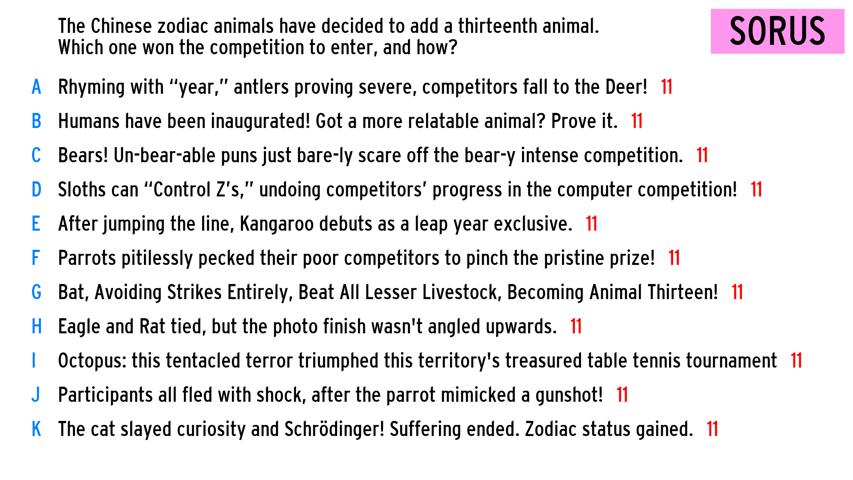 The Chinese zodiac animals have decided to add a thirteenth animal.
Which one won the competition to enter, and how?
SORUS
A Rhyming with “year,” antlers proving severe, competitors fall to the Deer! 11
B Humans have been inaugurated! Got a more relatable animal? Prove it. 11
C Bears! Un-bear-able puns just bare-ly scare off the bear-y intense competition. 11
D Sloths can “Control Z’s,” undoing competitors’ progress in the computer competition! 11
E After jumping the line, Kangaroo debuts as a leap year exclusive. 11
F Parrots pitilessly pecked their poor competitors to pinch the pristine prize! 11
G Bat, Avoiding Strikes Entirely, Beat All Lesser Livestock, Becoming Animal Thirteen! 11
H Eagle and Rat tied, but the photo finish wasn't angled upwards. 11
I Octopus: this tentacled terror triumphed this territory's treasured table tennis tournament 11
J Participants all fled with shock, after the parrot mimicked a gunshot! 11
K The cat slayed curiosity and Schrödinger! Suffering ended. Zodiac status gained. 11